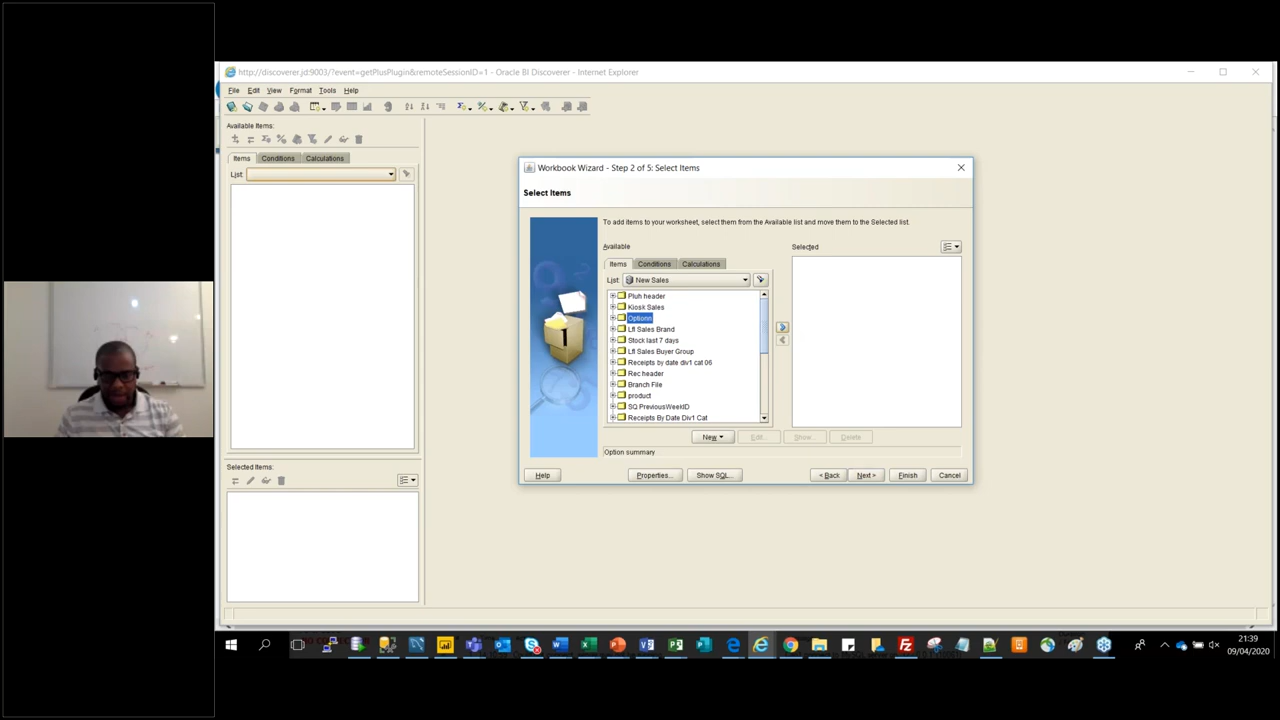 http://discoverer.jd:9003/?event=getPlusPlugin&remoteSessionID=1 - Oracle BI Discoverer - Internet Explorer
File Edit View Format Tools Help
Available Items:
Items Conditions Calculations
List
Workbook Wizard - Step 2 of 5: Select Items
Select Items
To add items to your worksheet, select them from the Available list and move them to the Selected list.
Available
Selected
Items Conditions Calculations
List: New Sales
Pluh header
Kiosk Sales
Optionn
Lfl Sales Brand
Stock last 7 days
Lfl Sales Buyer Group
Receipts by date div1 cat 06
Rec header
Branch File
product
SQ PreviousWeekID
Receipts By Date Div1 Cat
New Edit... Show... Delete
Option summary
Help Properties... Show SQL... < Back Next > Finish Cancel
Selected Items:
21:39
09/04/2020